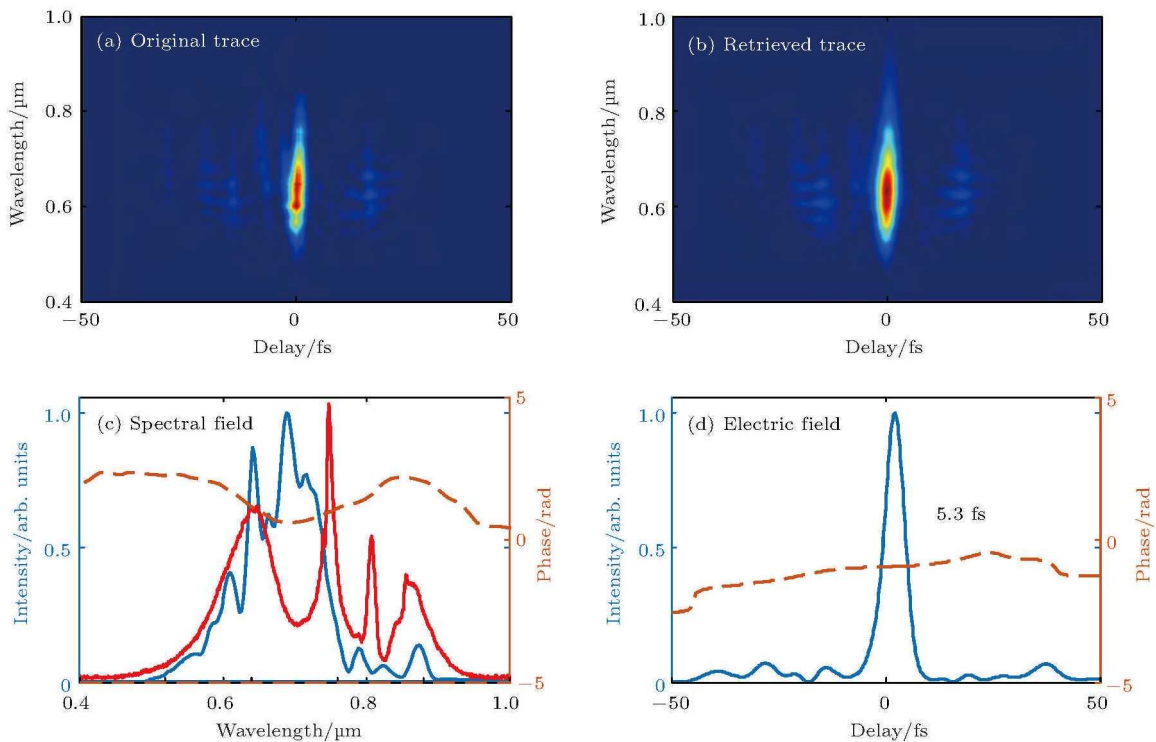 1.0
(a) Original trace
Wavelength/μm
0.8
0.6
0.4
−50
0
50
Delay/fs
1.0
(b) Retrieved trace
Wavelength/μm
0.8
0.6
0.4
−50
0
50
Delay/fs
(c) Spectral field
Intensity/arb. units
1.0
0.5
0
5
0
−5
Phase/rad
0.4
0.6
0.8
1.0
Wavelength/μm
(d) Electric field
5.3 fs
Intensity/arb. units
1.0
0.5
0
5
0
−5
Phase/rad
−50
0
50
Delay/fs